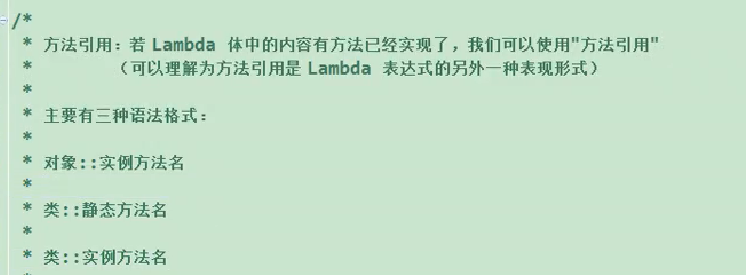 /*
* 方法引用：若 Lambda 体中的内容有方法已经实现了，我们可以使用"方法引用"
* （可以理解为方法引用是 Lambda 表达式的另外一种表现形式）
*
* 主要有三种语法格式：
*
* 对象::实例方法名
*
* 类::静态方法名
*
* 类::实例方法名